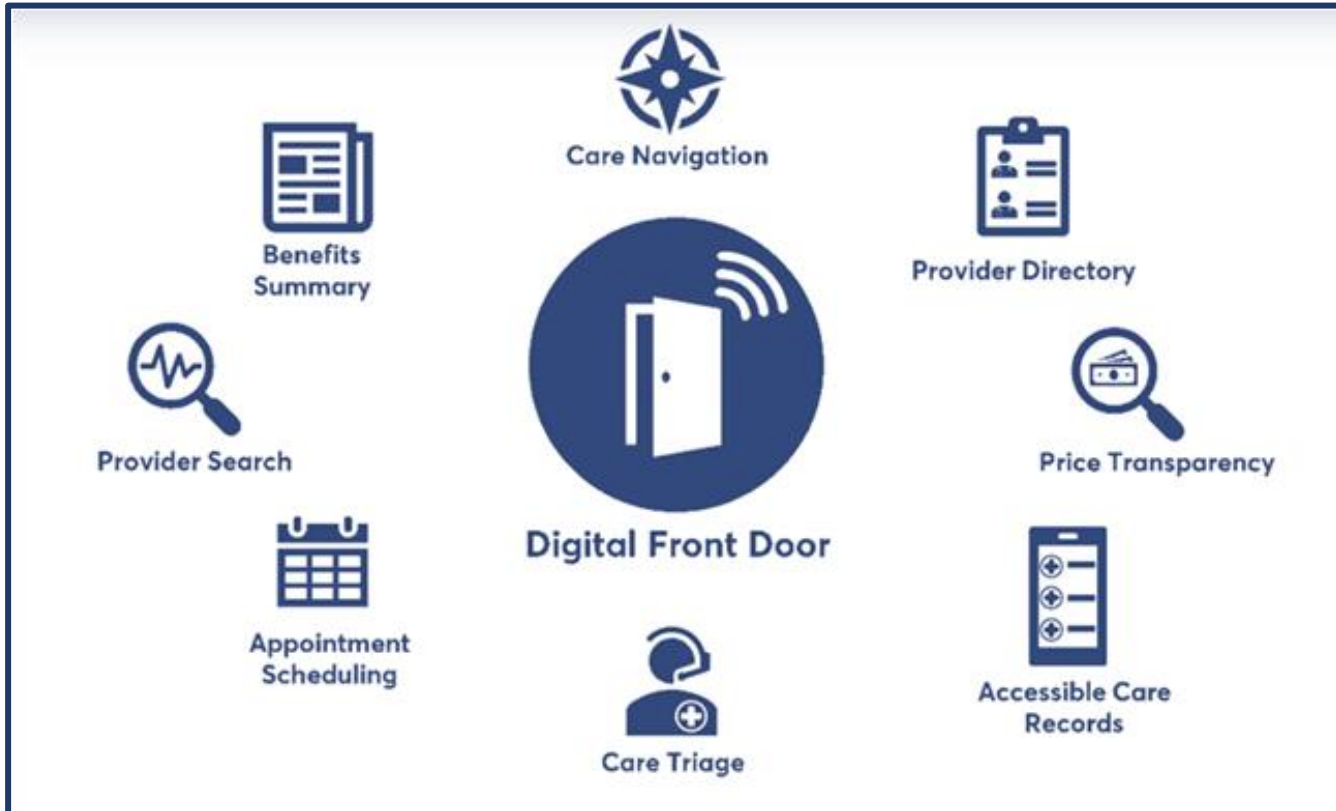 Care Navigation
Benefits
Summary
Provider Directory
Provider Search
Price Transparency
Digital Front Door
Appointment
Scheduling
Accessible Care
Records
Care Triage